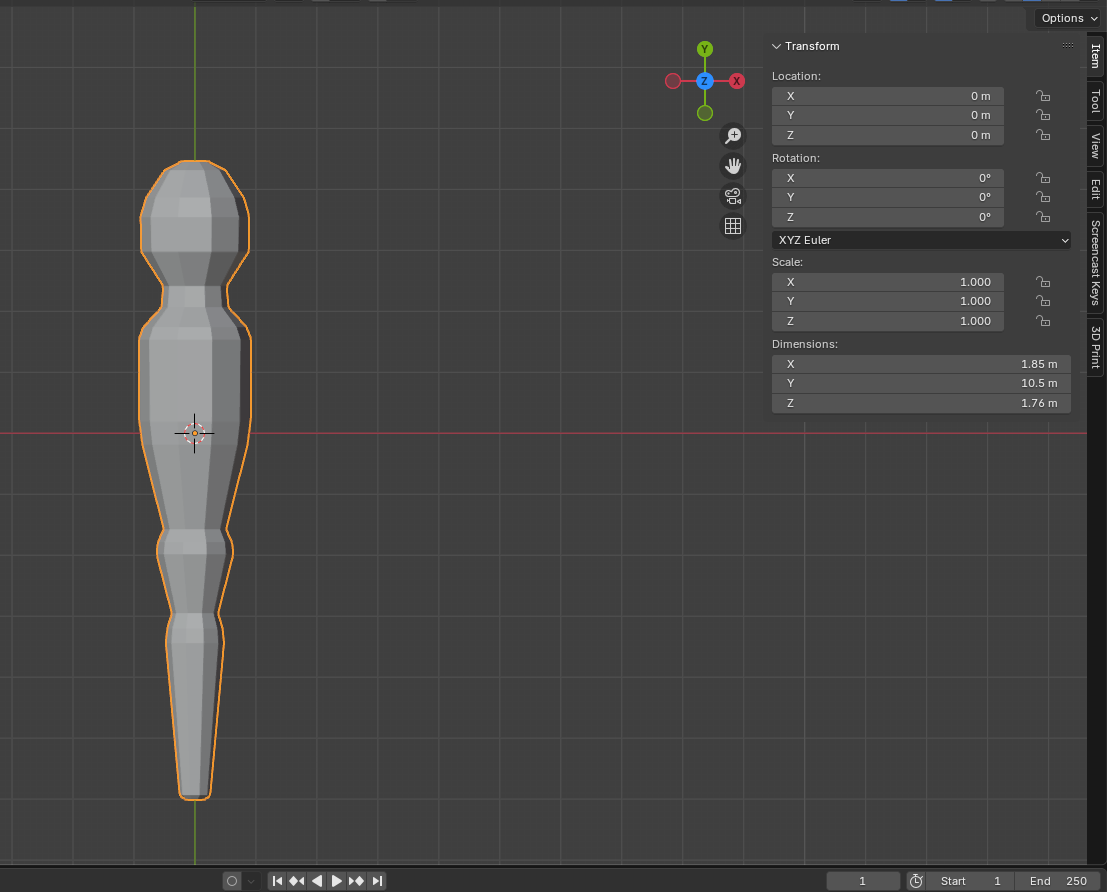 Options
Transform
Location:
X 0 m
Y 0 m
Z 0 m
Rotation:
X 0°
Y 0°
Z 0°
XYZ Euler
Scale:
X 1.000
Y 1.000
Z 1.000
Dimensions:
X 1.85 m
Y 10.5 m
Z 1.76 m
Item
Tool
View
Edit
Screencast Keys
3D Print
Y
Z X
1 Start 1 End 250